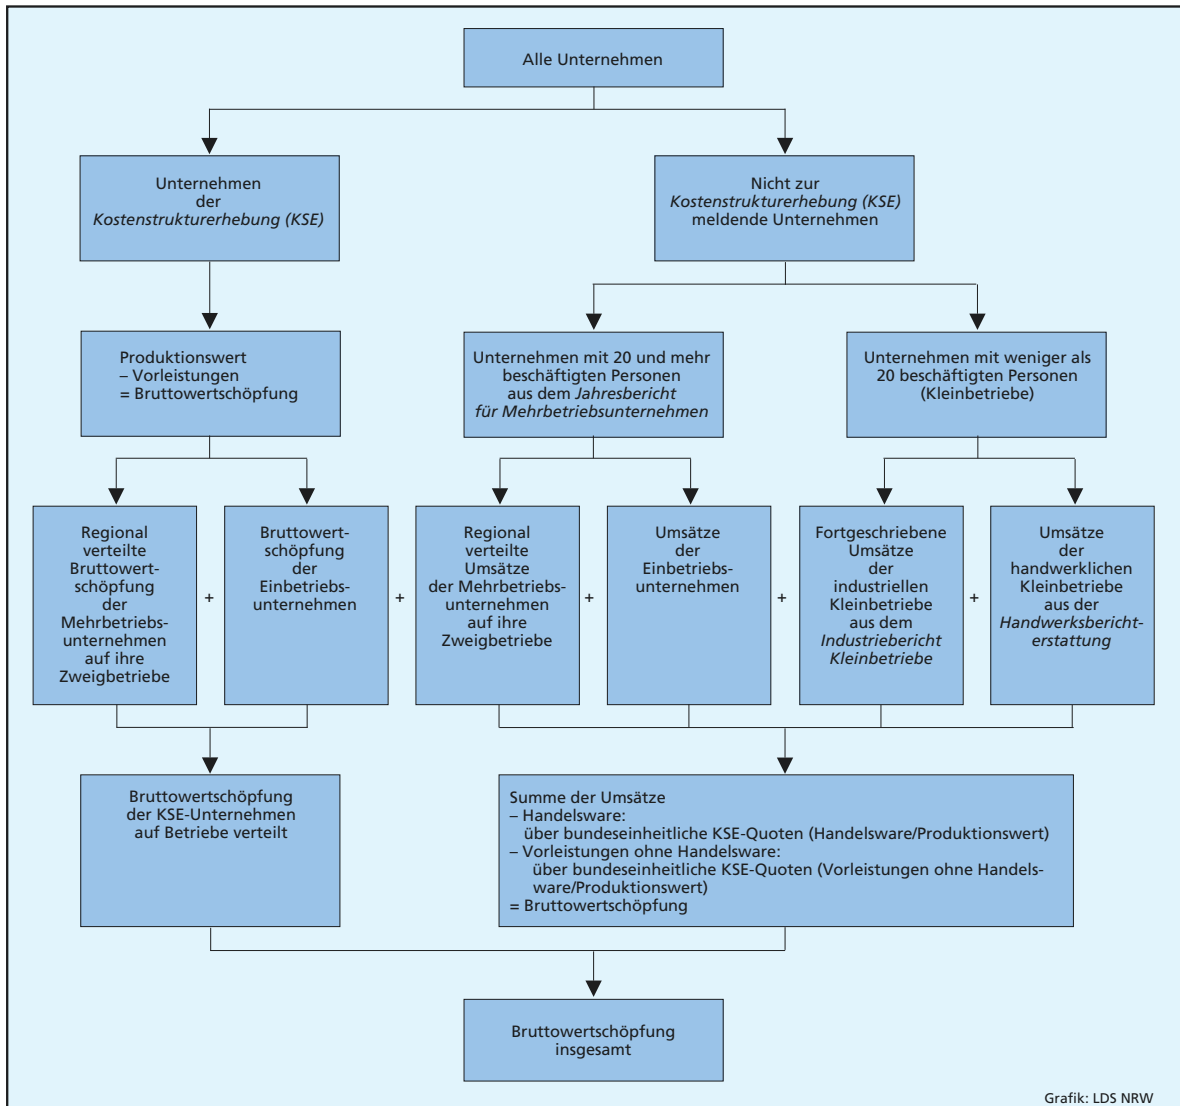 Alle Unternehmen
Unternehmen
der
Kostenstrukturerhebung (KSE)
Nicht zur
Kostenstrukturerhebung (KSE)
meldende Unternehmen
Produktionswert
– Vorleistungen
= Bruttowertschöpfung
Unternehmen mit 20 und mehr
beschäftigten Personen
aus dem Jahresbericht
für Mehrbetriebsunternehmen
Unternehmen mit weniger als
20 beschäftigten Personen
(Kleinbetriebe)
Regional
verteilte
Bruttowert-
schöpfung
der
Mehrbetriebs-
unternehmen
auf ihre
Zweigbetriebe
+
Bruttowert-
schöpfung
der
Einbetriebs-
unternehmen
+
Regional
verteilte
Umsätze
der Mehrbetriebs-
unternehmen
auf ihre
Zweigbetriebe
+
Umsätze
der
Einbetriebs-
unternehmen
+
Fortgeschriebene
Umsätze
der
industriellen
Kleinbetriebe
aus dem
Industriebericht
Kleinbetriebe
+
Umsätze
der
handwerklichen
Kleinbetriebe
aus der
Handwerksbericht-
erstattung
Bruttowertschöpfung
der KSE-Unternehmen
auf Betriebe verteilt
Summe der Umsätze
– Handelsware:
über bundeseinheitliche KSE-Quoten (Handelsware/Produktionswert)
– Vorleistungen ohne Handelsware:
über bundeseinheitliche KSE-Quoten (Vorleistungen ohne Handels-
ware/Produktionswert)
= Bruttowertschöpfung
Bruttowertschöpfung
insgesamt
Grafik: LDS NRW